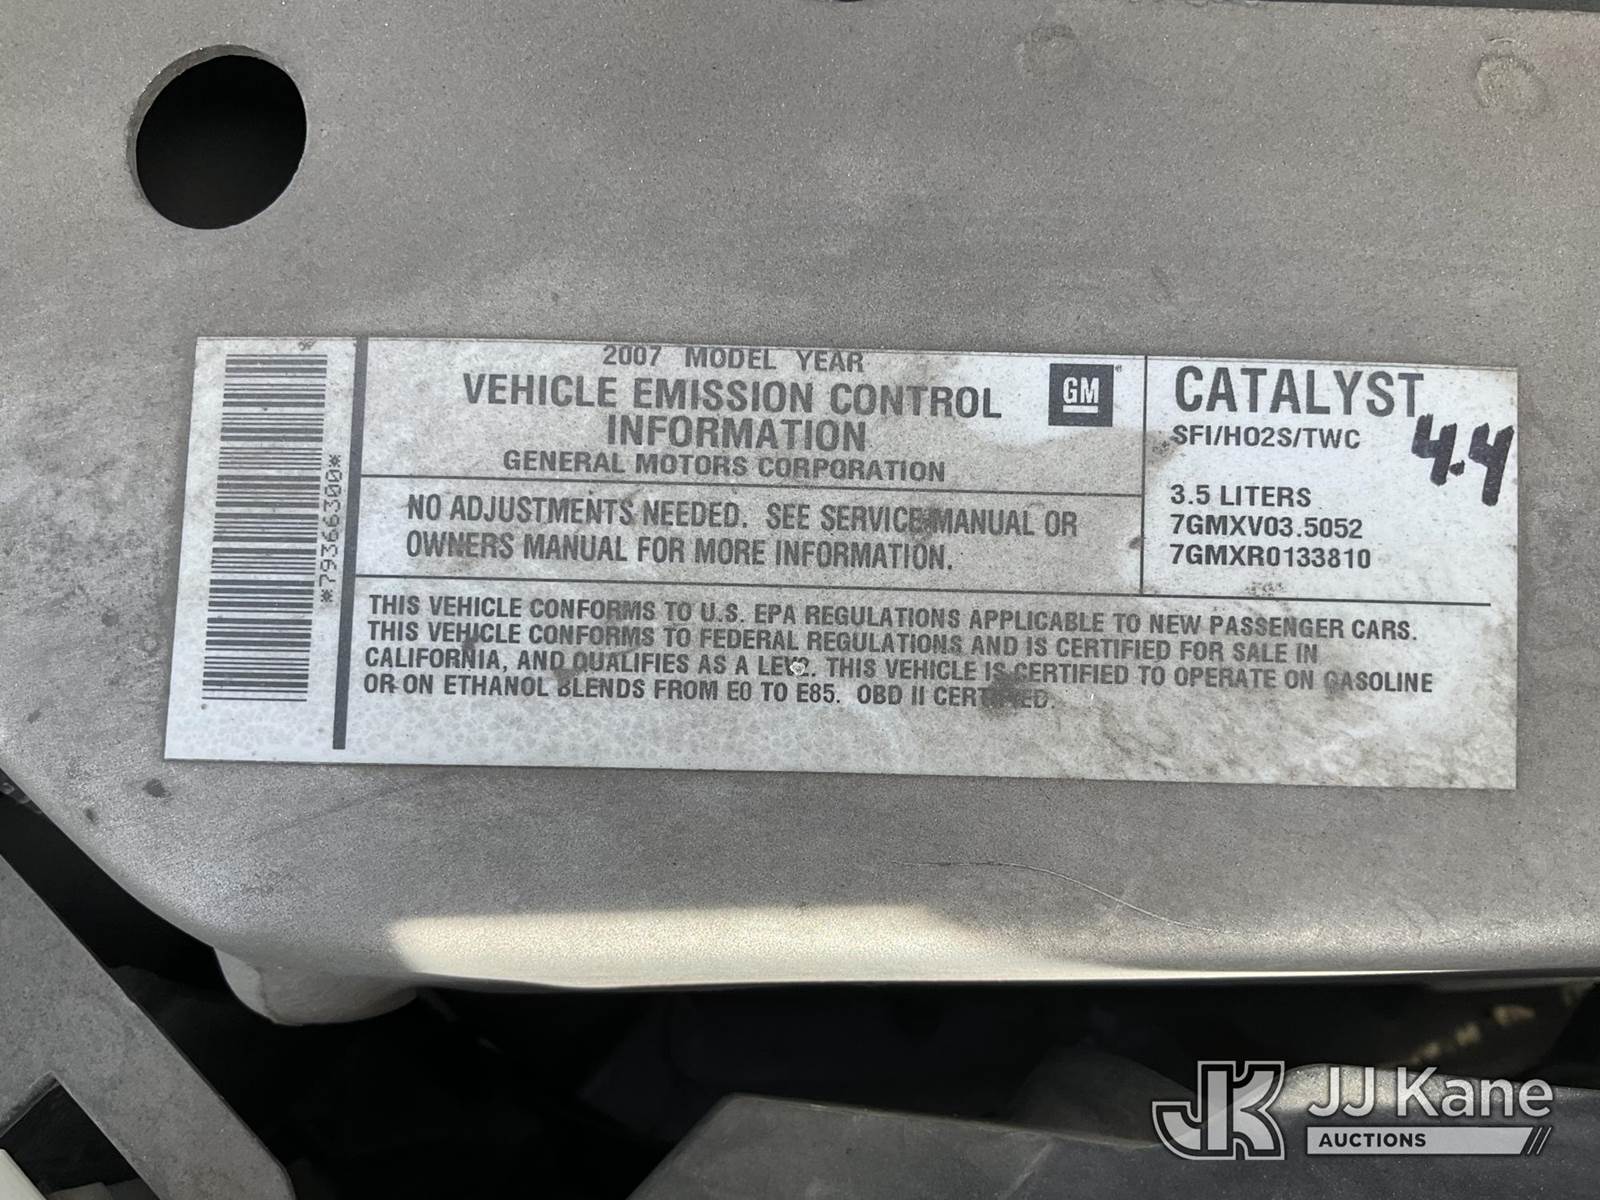 2007 MODEL YEAR
VEHICLE EMISSION CONTROL
INFORMATION
GENERAL MOTORS CORPORATION
GM
NO ADJUSTMENTS NEEDED. SEE SERVICE MANUAL OR
OWNERS MANUAL FOR MORE INFORMATION.
CATALYST
SFI/HO2S/TWC
4.4
3.5 LITERS
7GMXV03.5052
7GMXR0133810
*79366300*
THIS VEHICLE CONFORMS TO U.S. EPA REGULATIONS APPLICABLE TO NEW PASSENGER CARS.
THIS VEHICLE CONFORMS TO FEDERAL REGULATIONS AND IS CERTIFIED FOR SALE IN
CALIFORNIA, AND QUALIFIES AS A LEV2. THIS VEHICLE IS CERTIFIED TO OPERATE ON GASOLINE
OR ON ETHANOL BLENDS FROM E0 TO E85. OBD II CERTIFIED.
JK JJ Kane
AUCTIONS